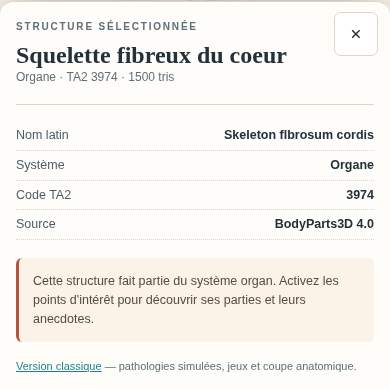 STRUCTURE SÉLECTIONNÉE
✕
Squelette fibreux du coeur
Organe · TA2 3974 · 1500 tris
Nom latin Skeleton fIbrosum cordis
Système Organe
Code TA2 3974
Source BodyParts3D 4.0
Cette structure fait partie du système organ. Activez les
points d'intérêt pour découvrir ses parties et leurs
anecdotes.
Version classique — pathologies simulées, jeux et coupe anatomique.